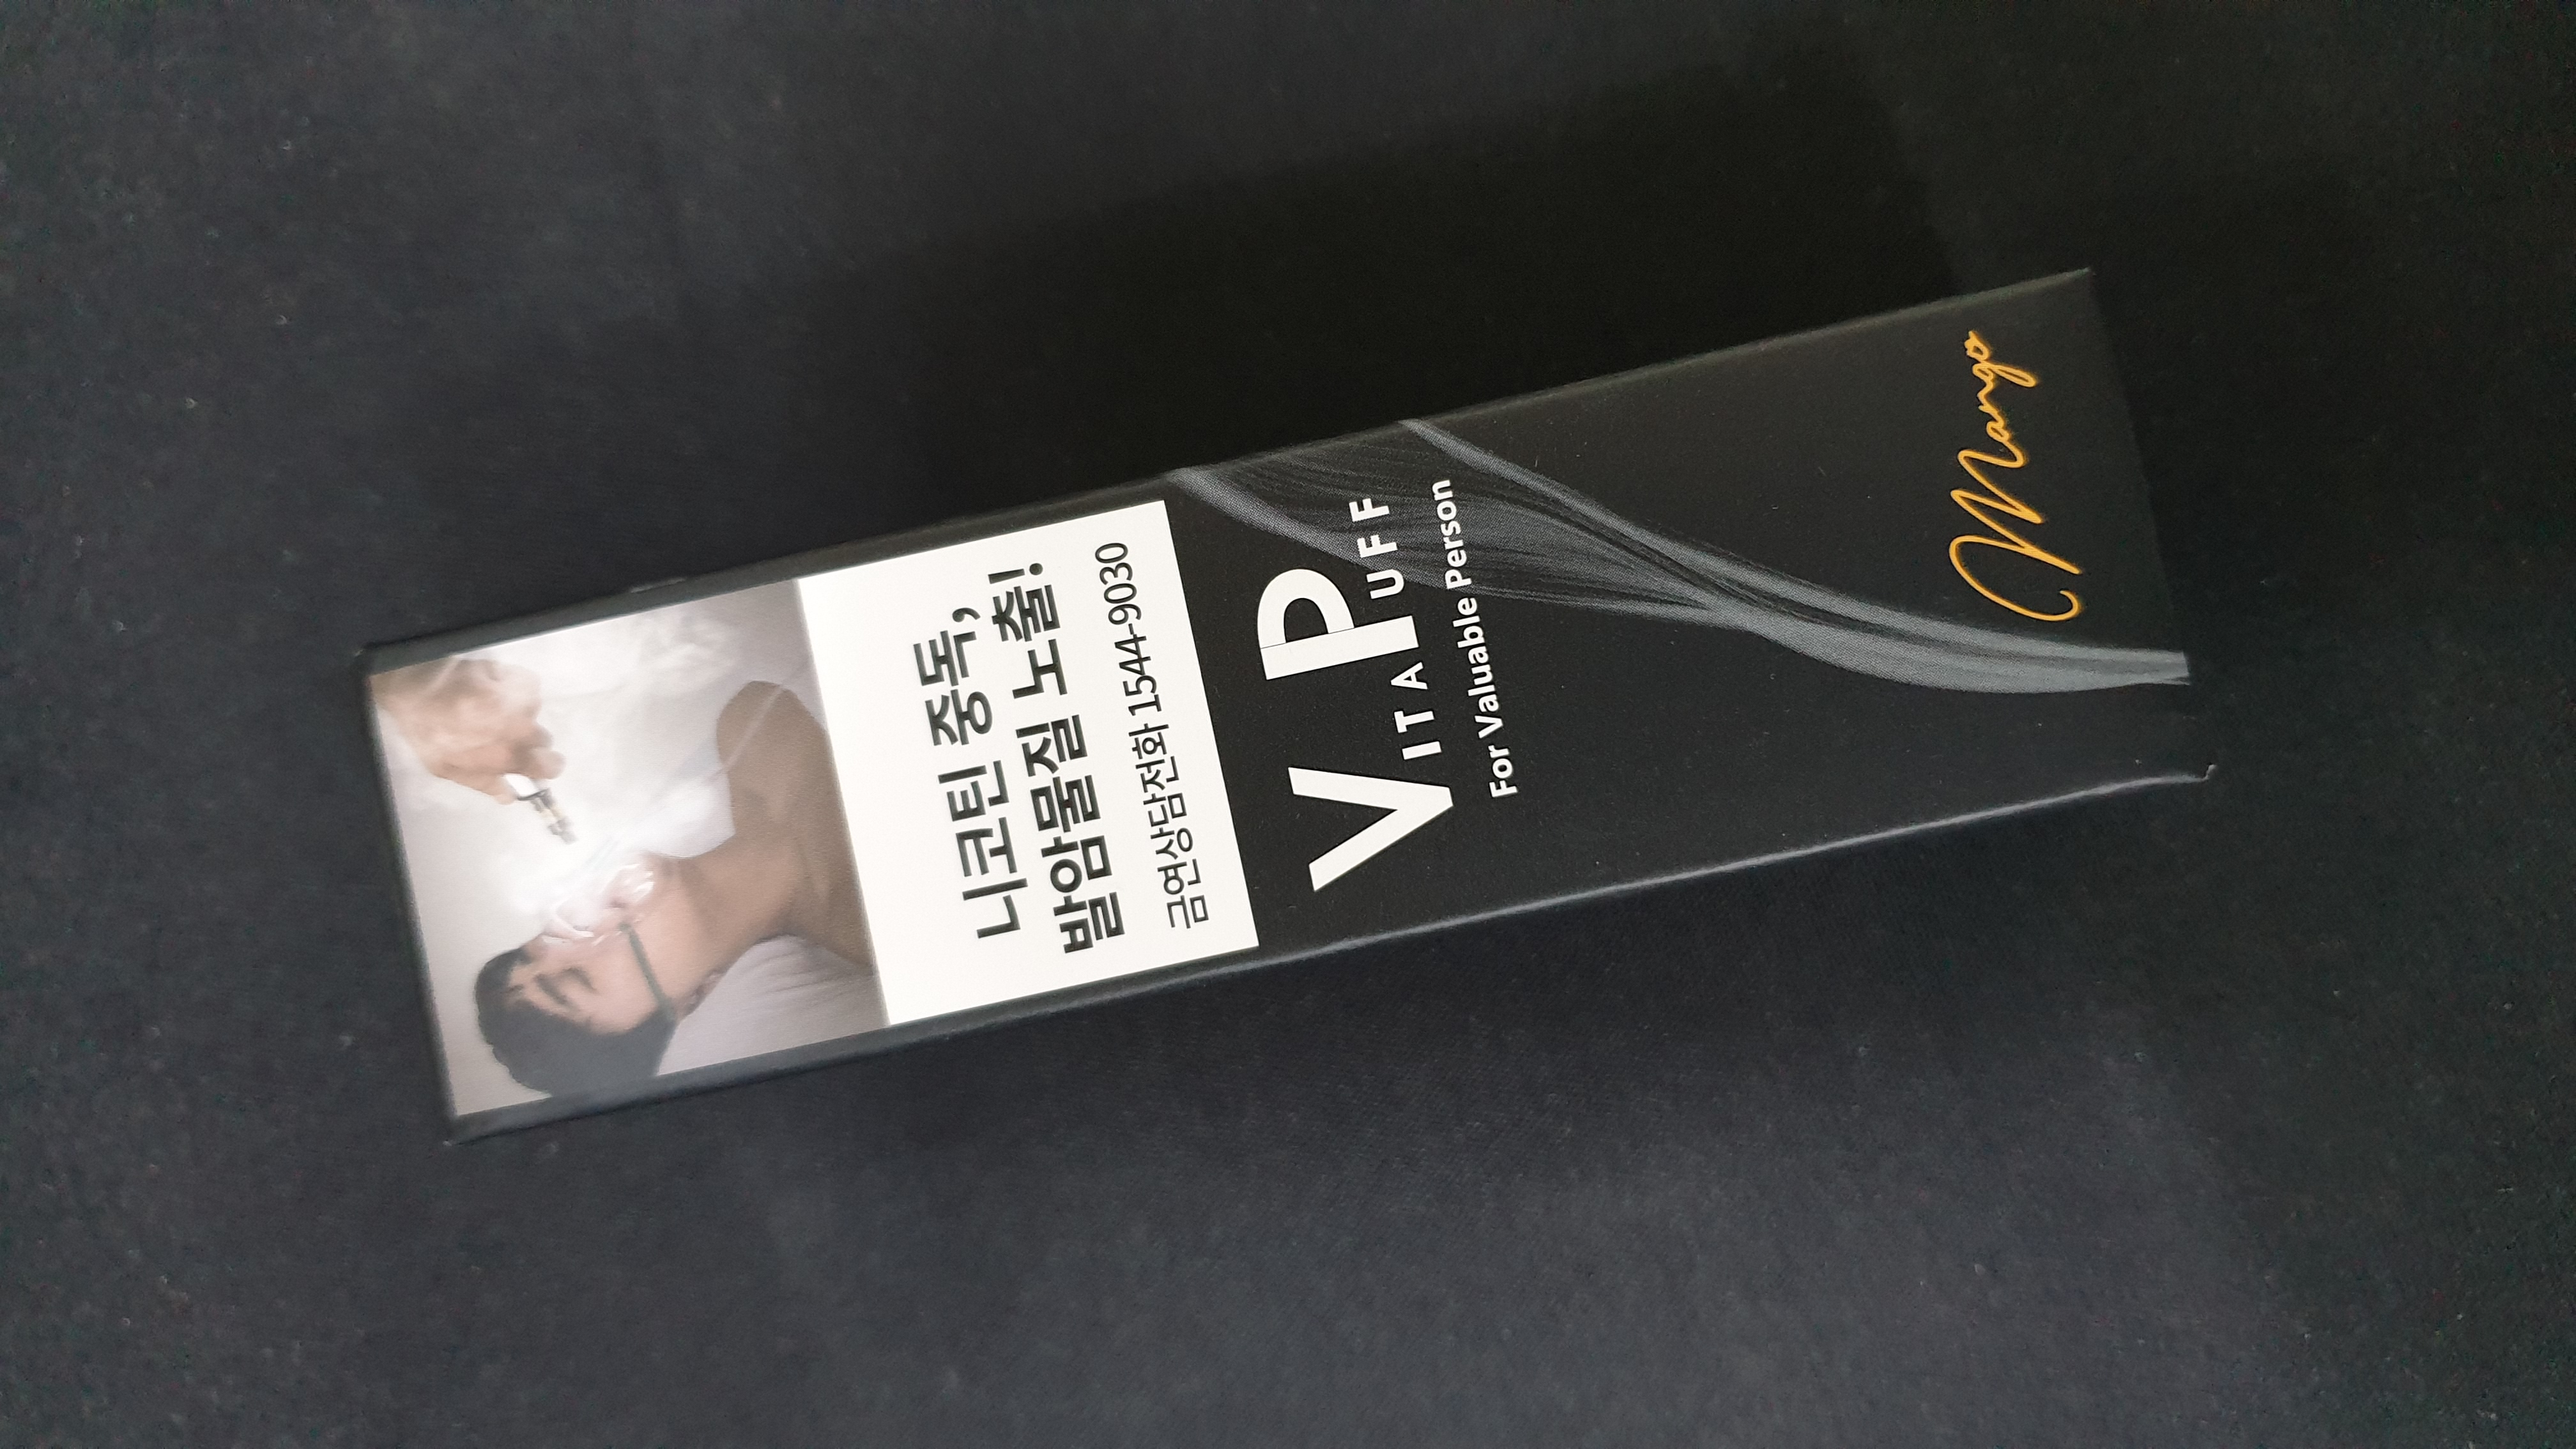 니코틴 중독,
발암물질 노출!
금연상담전화 1544-9030
VP
VITA PUFF
For Valuable Person
Mango